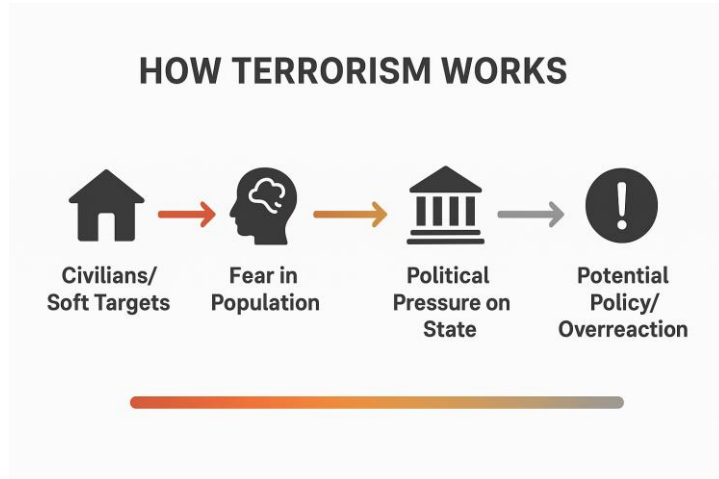 HOW TERRORISM WORKS
Civilians/
Soft Targets
Fear in
Population
Political
Pressure on
State
Potential
Policy/
Overreaction